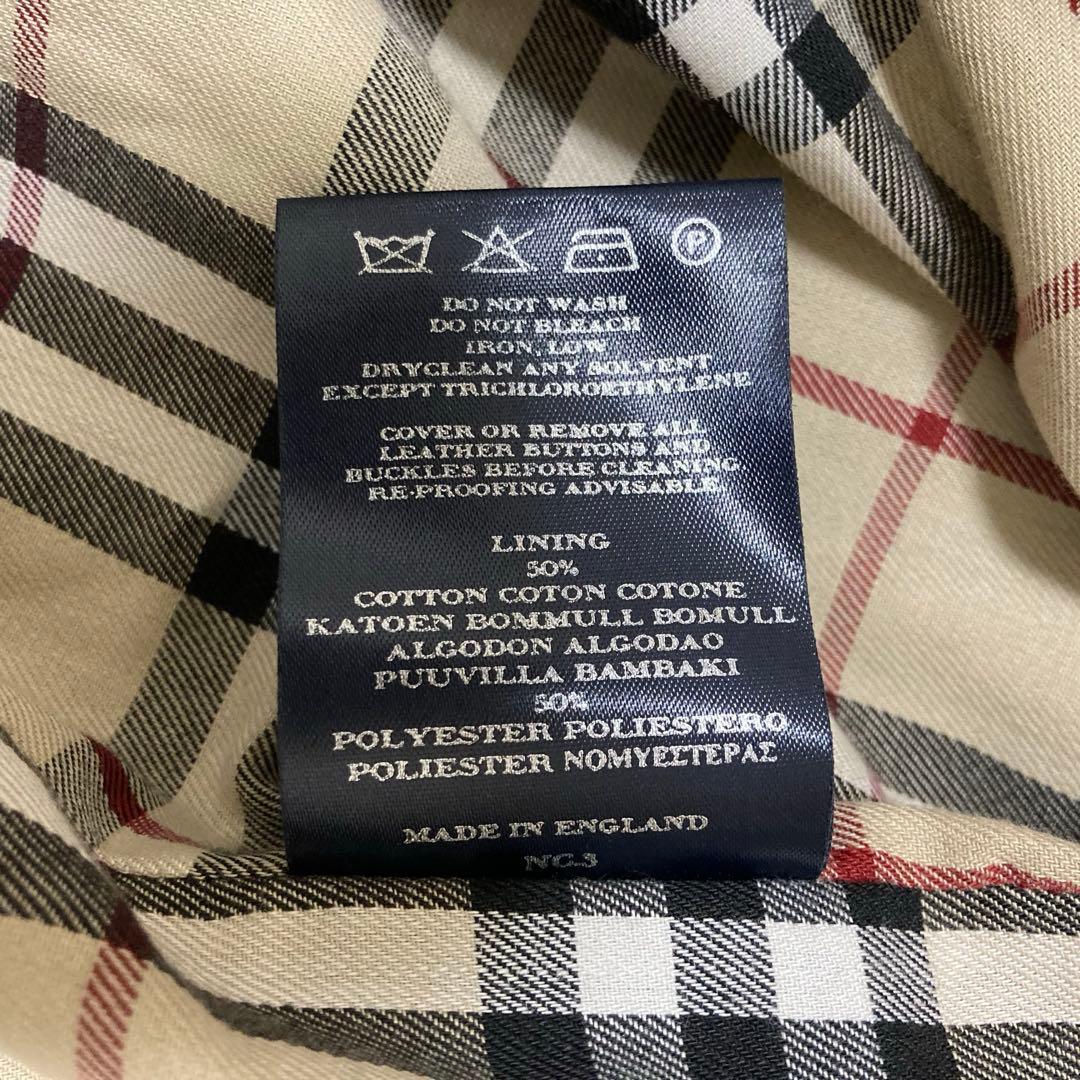 P
DO NOT WASH
DO NOT BLEACH
IRON, LOW
DRYCLEAN ANY SOLVENT
EXCEPT TRICHLOROETHYLENE
COVER OR REMOVE ALL
LEATHER BUTTONS AND
BUCKLES BEFORE CLEANING
RE-PROOFING ADVISABLE
LINING
50%
COTTON COTON COTONE
KATOEN BOMMULL BOMULL
ALGODON ALGODAO
PUUVILLA BAMBAKI
50%
POLYESTER POLIESTERO
POLIESTER ΝΟΜΥΕΣΤΕΡΑΣ
MADE IN ENGLAND
NC.3